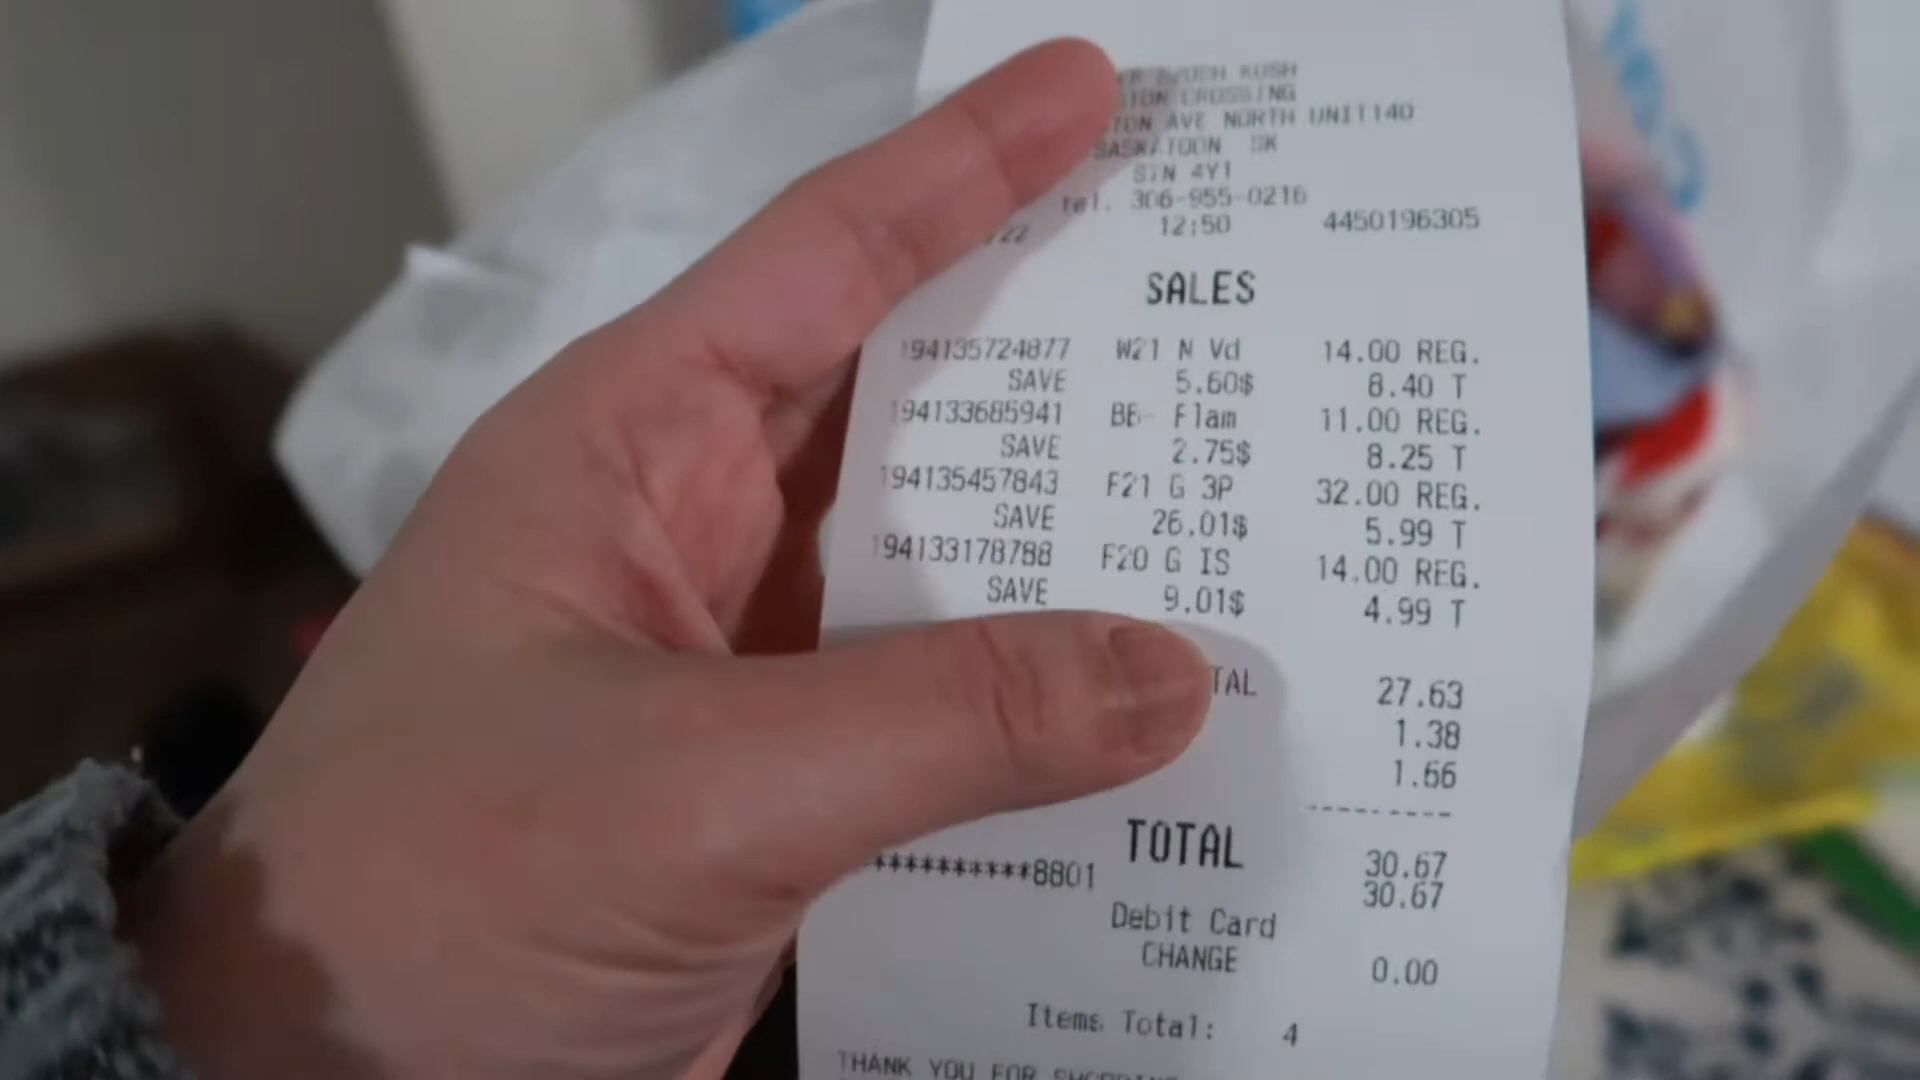 KOSH
CROSSING
AVE NORTH UNIT140
SASKATOON SK
S7N 4Y1
tel. 306-955-0216
/22 12:50 4450196305
SALES
194135724877 W21 N Vd 14.00 REG.
SAVE 5.60$ 8.40 T
194133685941 BB- Flam 11.00 REG.
SAVE 2.75$ 8.25 T
194135457843 F21 G 3P 32.00 REG.
SAVE 26.01$ 5.99 T
194133178788 F20 G IS 14.00 REG.
SAVE 9.01$ 4.99 T
TAL 27.63
1.38
1.66
---------
TOTAL 30.67
**********8801 30.67
Debit Card
CHANGE 0.00
Items Total: 4
THANK YOU FOR SHOPPING